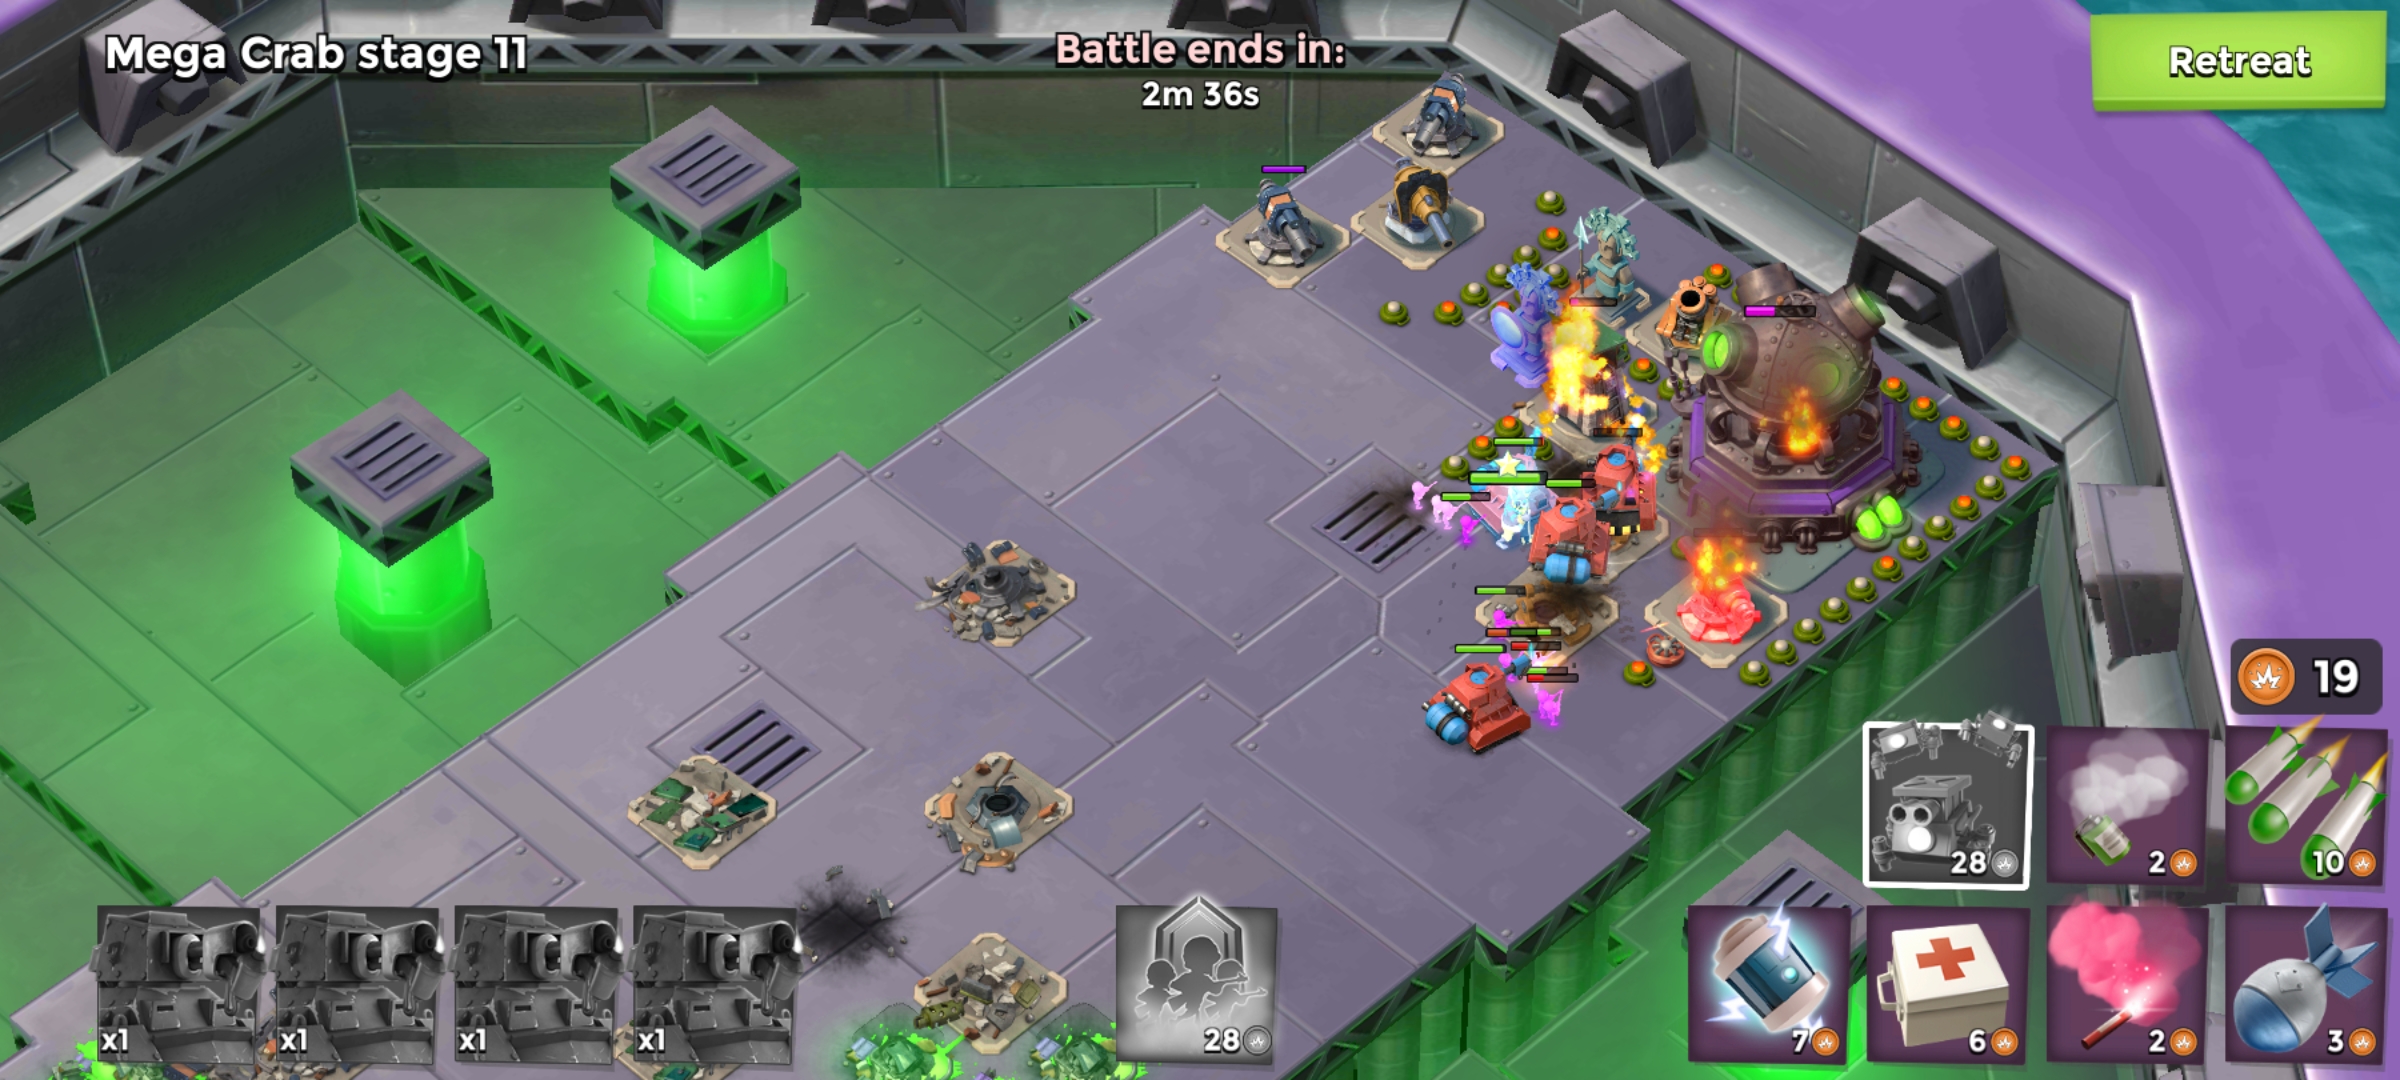 Mega Crab stage 11
Battle ends in:
2m 36s
Retreat
19
28
2
10
x1
x1
x1
x1
28
7
6
2
3